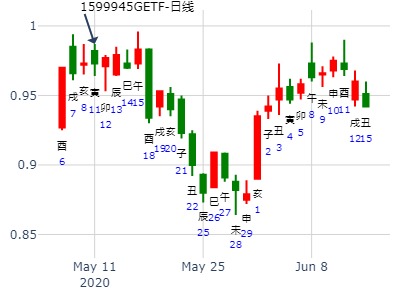 1599945GETF-日线
1
0.95
0.9
0.85
酉
6
戌
7
亥
8
寅
11
卯
12
辰
13
巳
14
午
15
酉
18
戌
19
亥
20
子
21
丑
22
辰
25
巳
26
午
27
未
28
申
29
亥
1
子
2
丑
3
寅
4
卯
5
午
8
未
9
申
10
酉
11
戌
12
丑
15
May 11
2020
May 25
Jun 8